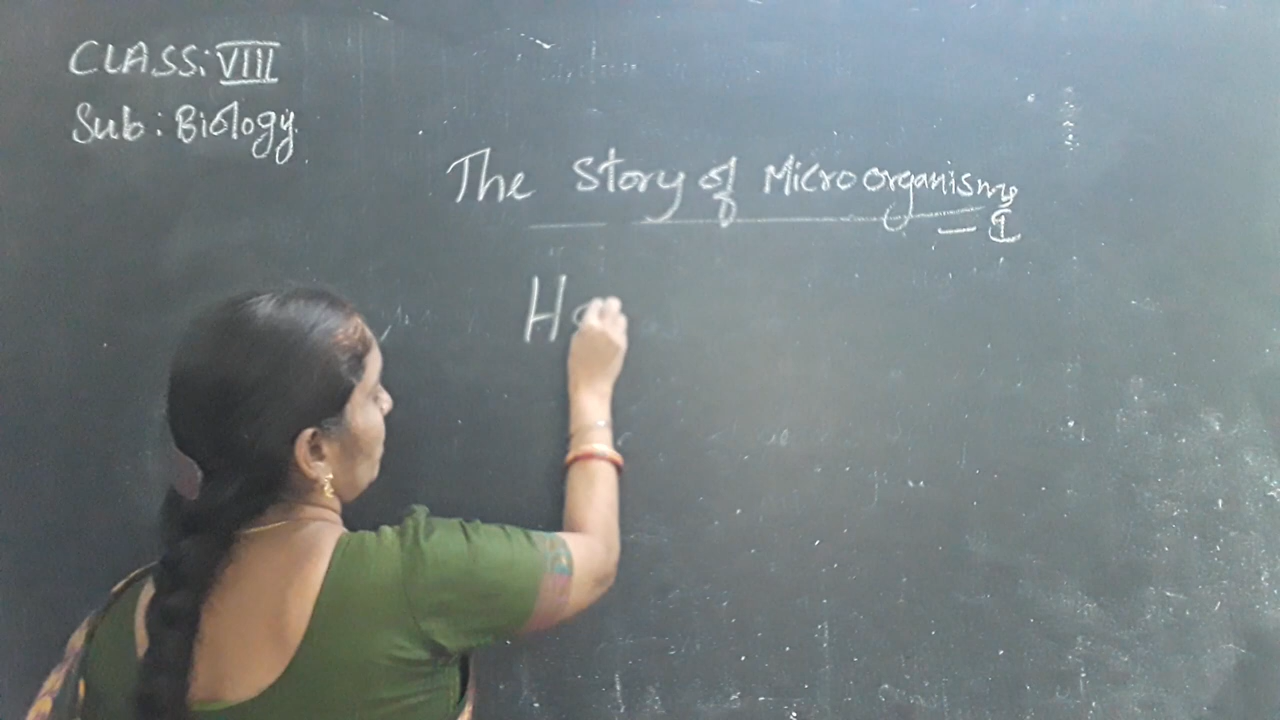 CLASS: VIII
Sub: Biology
The Story of Microorganisms
- I
H